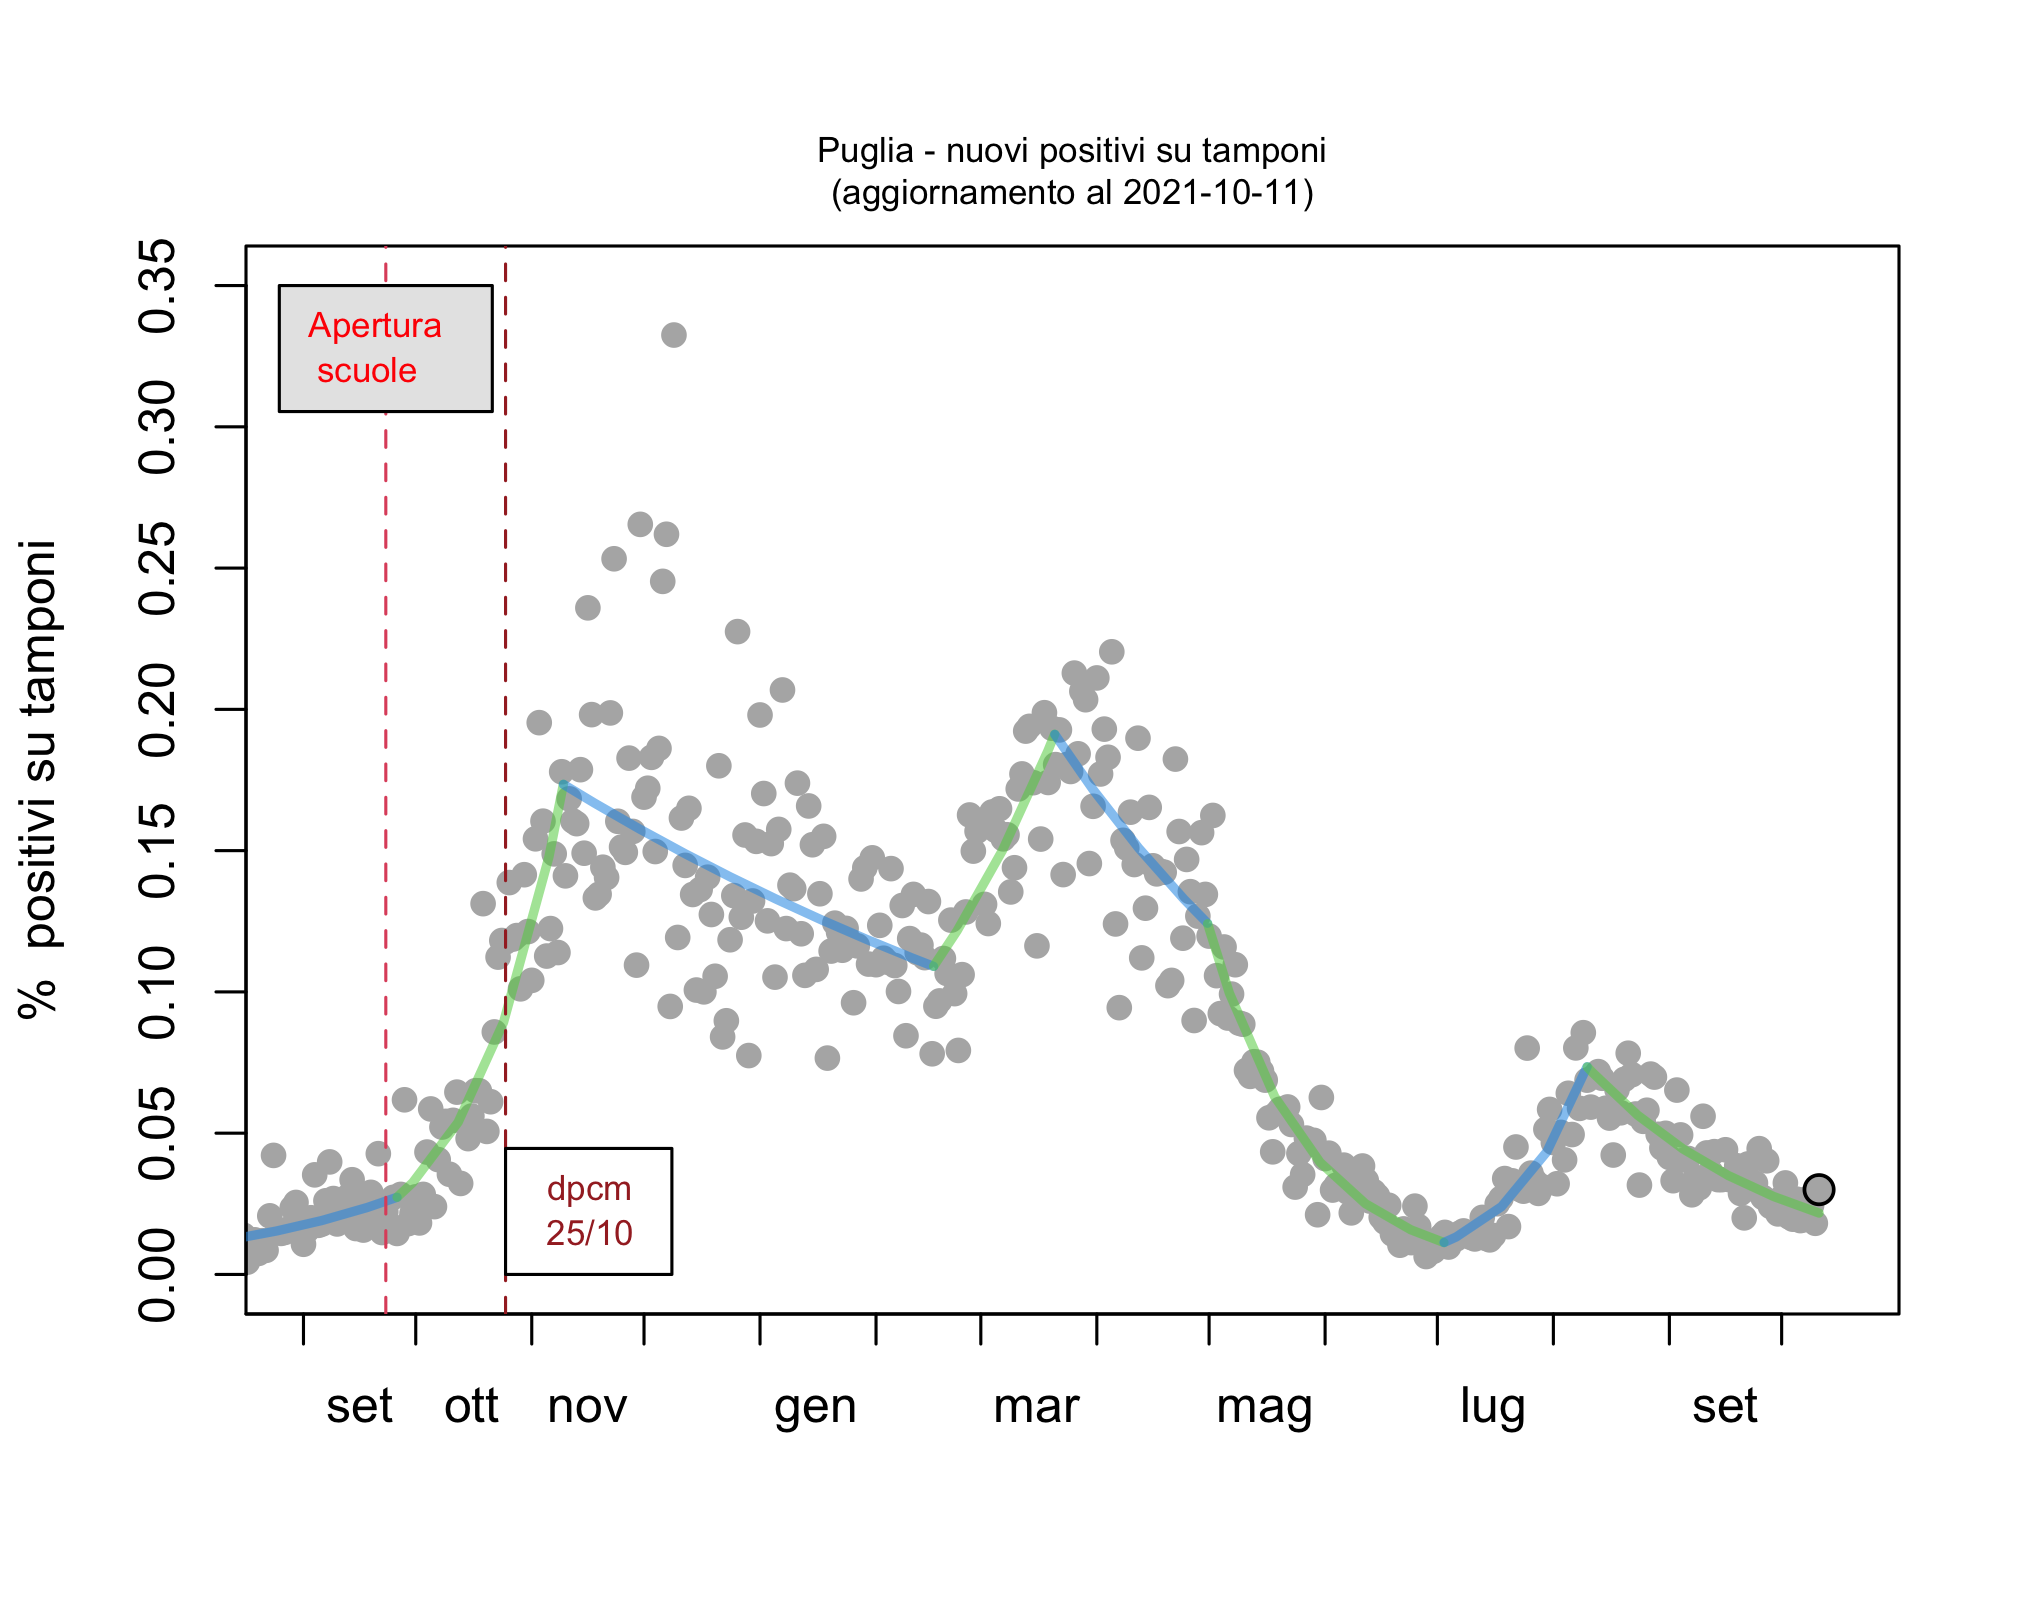 Puglia - nuovi positivi su tamponi
(aggiornamento al 2021-10-11)
% positivi su tamponi
0.35
0.30
0.25
0.20
0.15
0.10
0.05
0.00
Apertura
scuole
dpcm
25/10
set ott nov gen mar mag lug set